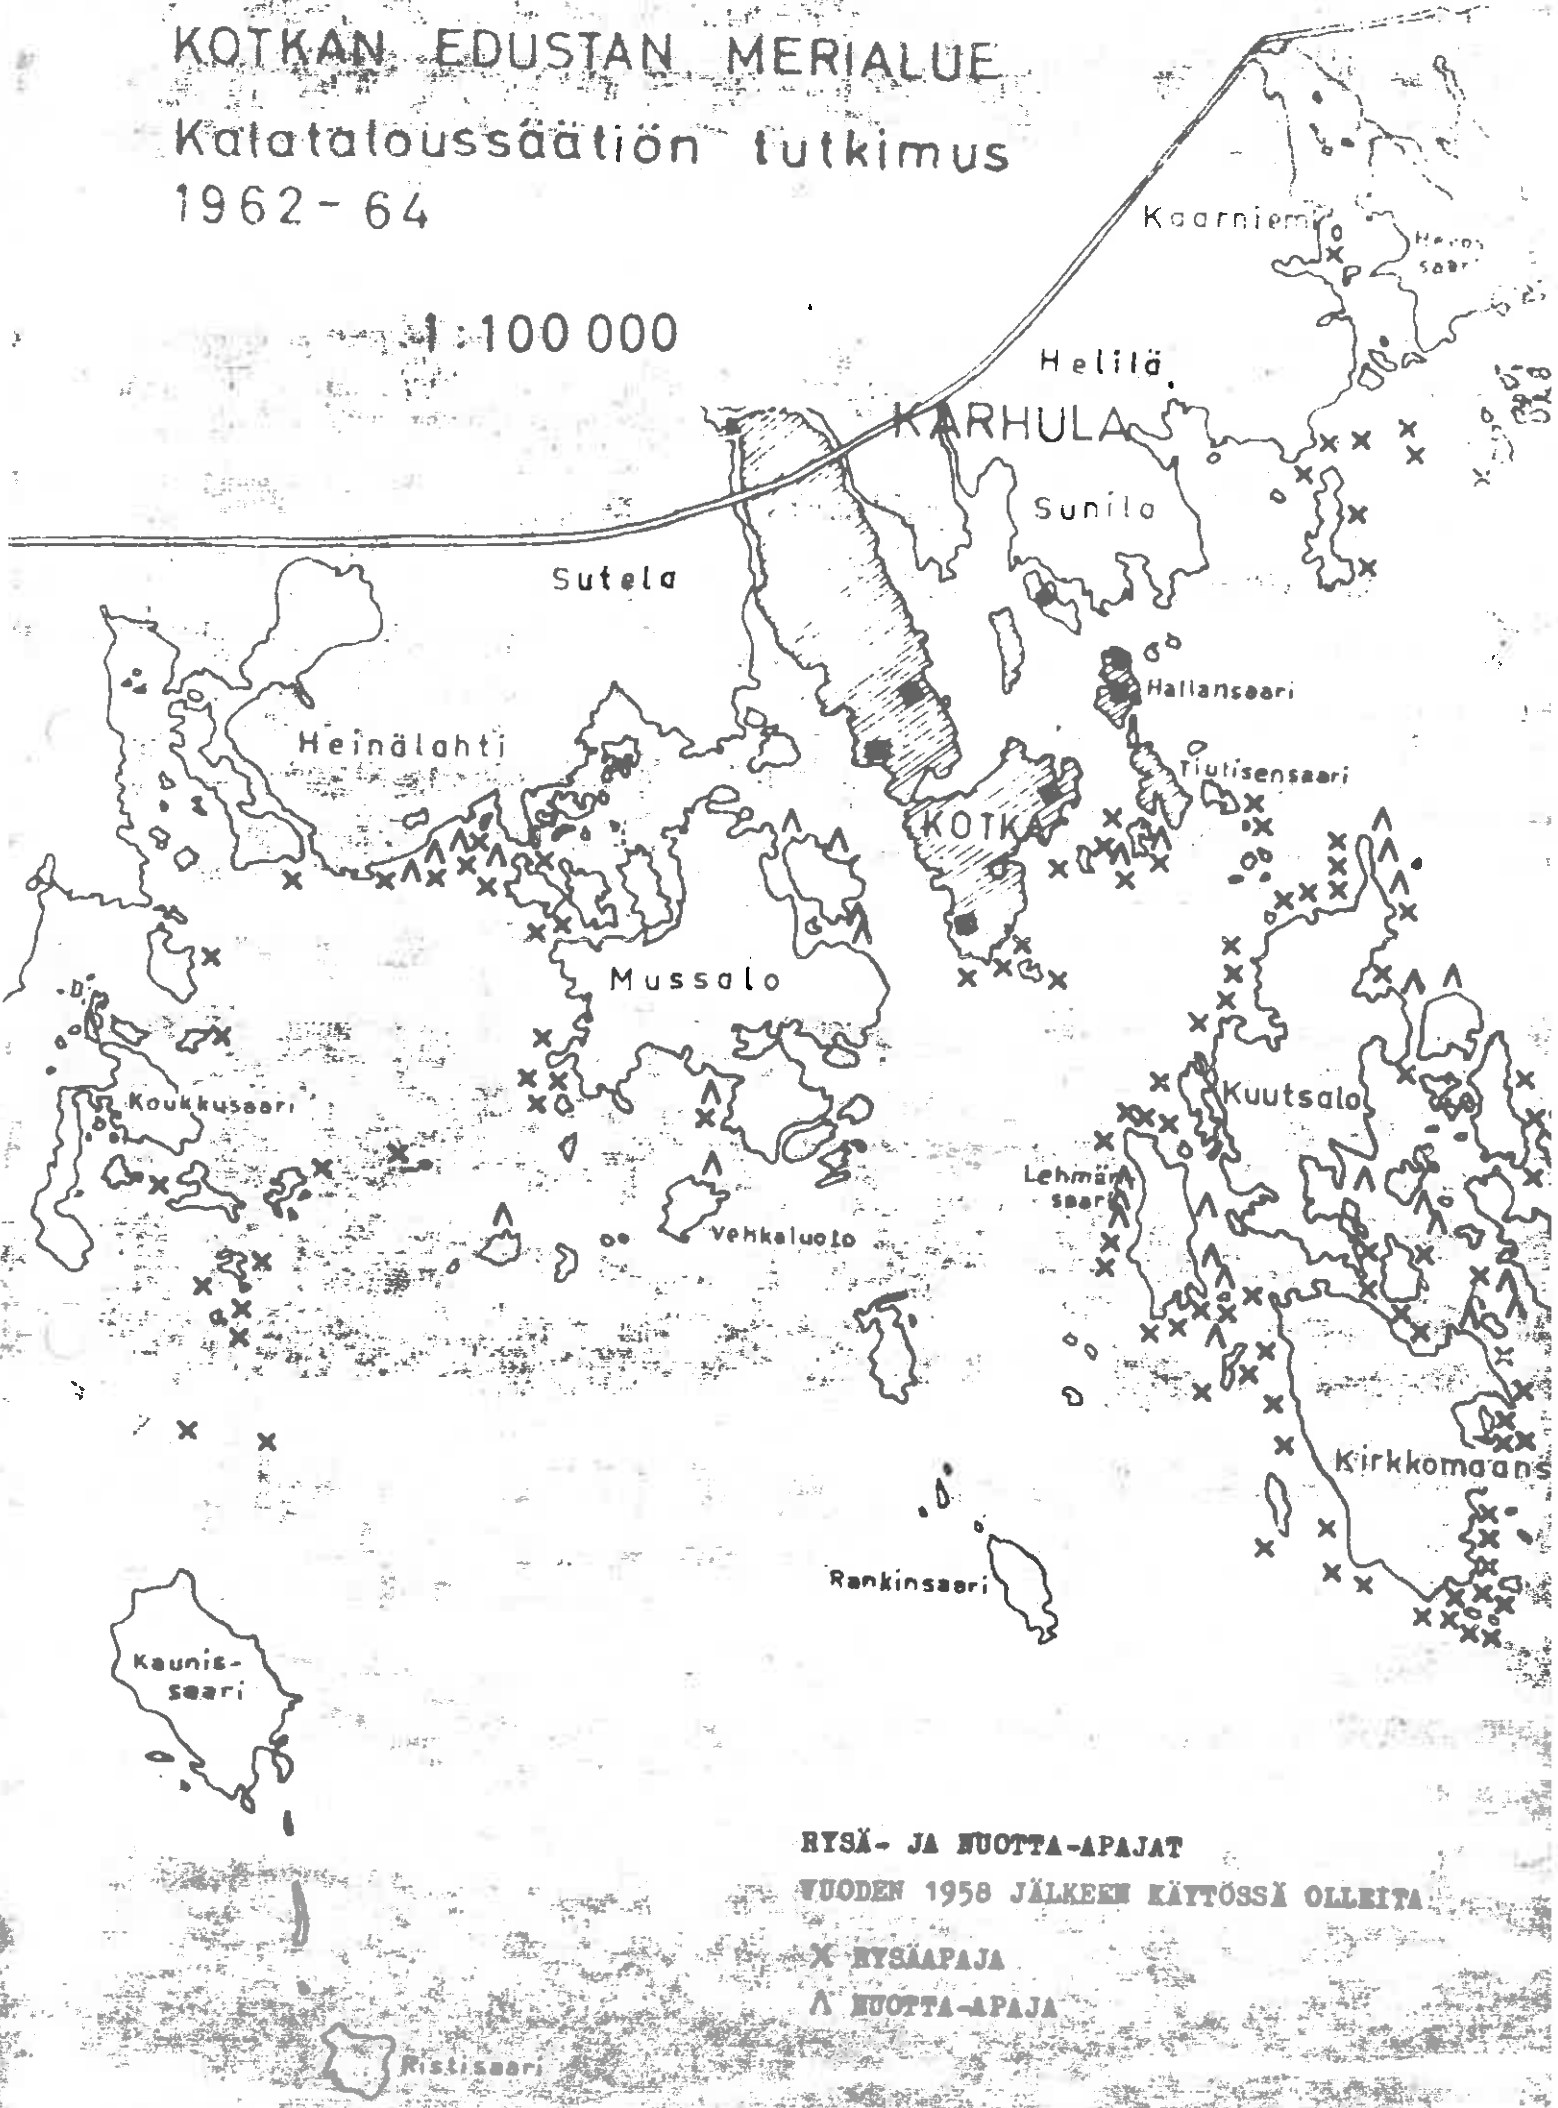 KOTKAN EDUSTAN MERIALUE
Kalataloussäätiön tutkimus
1962-64
1:100 000
Kaarniemi
saari
Helilä
KARHULA
Sunila
Sutela
Hallansaari
Heinälahti
Tiutisensaari
KOTKA
Mussalo
Koukkusaari
Kuutsalo
Lehmän
saari
Vehkaluoto
Kirkkomaans
Rankinsaari
Kaunis-
saari
RYSÄ- JA NUOTTA-APAJAT
VUODEN 1958 JÄLKEEN KÄYTÖSSÄ OLLEITA
X RYSÄAPAJA
Λ NUOTTA-APAJA
Ristisaari